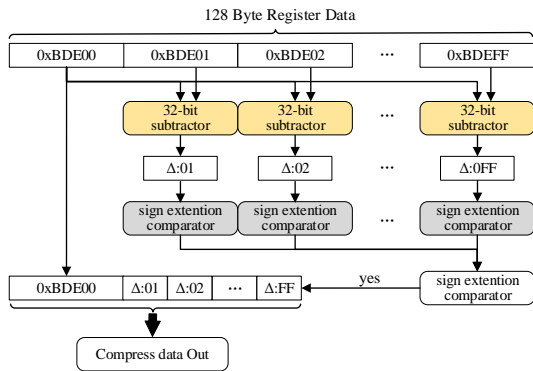 128 Byte Register Data
0xBDE00 0xBDE01 0xBDE02 ... 0xBDEFF
32-bit subtractor 32-bit subtractor ... 32-bit subtractor
Δ:01 Δ:02 ... Δ:0FF
sign extention comparator sign extention comparator ... sign extention comparator
0xBDE00 Δ:01 Δ:02 ... Δ:FF yes sign extention comparator
Compress data Out